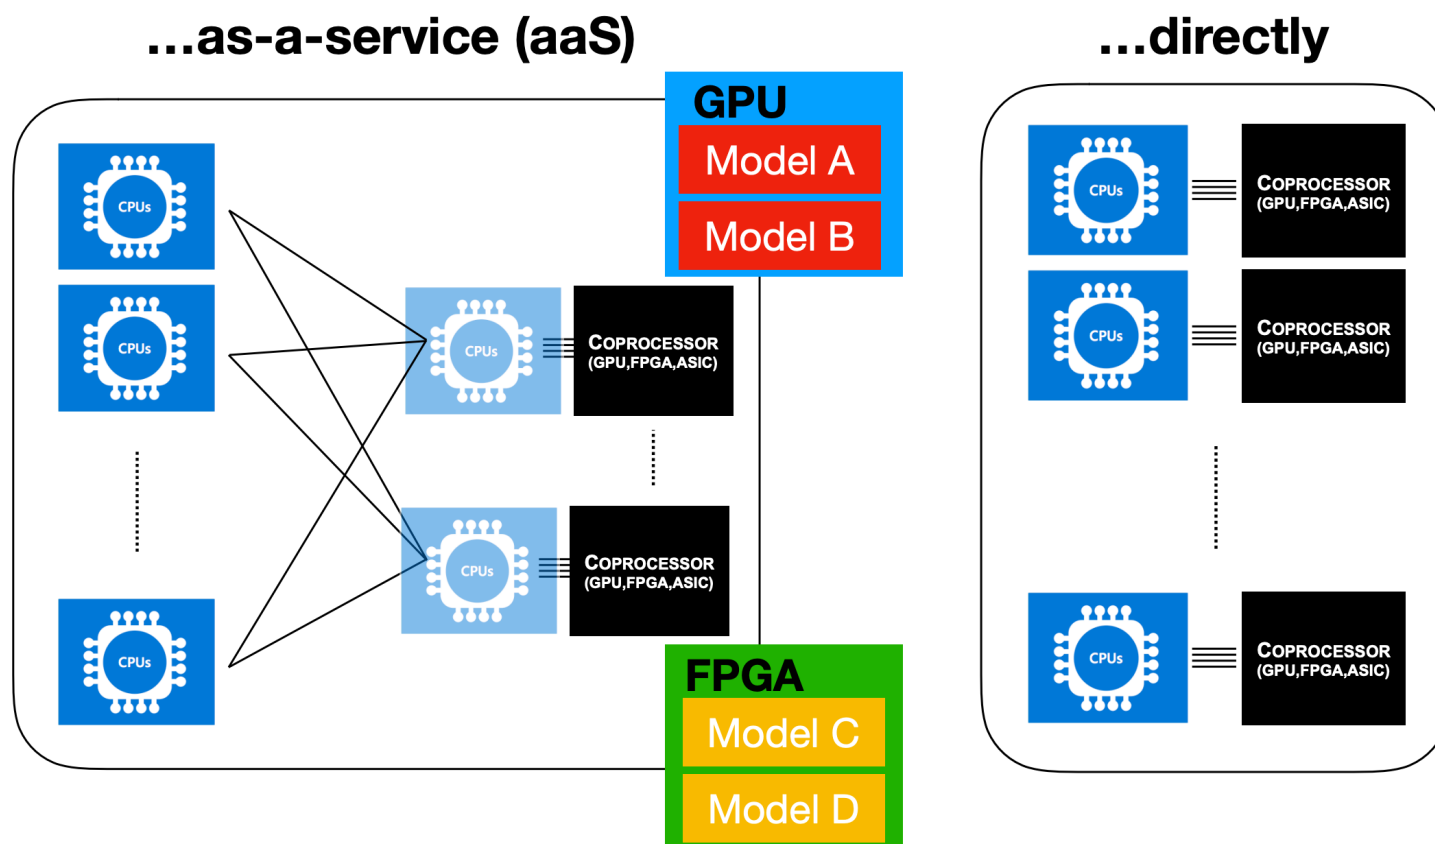 ...as-a-service (aaS)
GPU
Model A
Model B
CPUs
CPUs
CPUs
CPUs
COPROCESSOR
(GPU,FPGA,ASIC)
CPUs
COPROCESSOR
(GPU,FPGA,ASIC)
FPGA
Model C
Model D
...directly
CPUs
COPROCESSOR
(GPU,FPGA,ASIC)
CPUs
COPROCESSOR
(GPU,FPGA,ASIC)
CPUs
COPROCESSOR
(GPU,FPGA,ASIC)